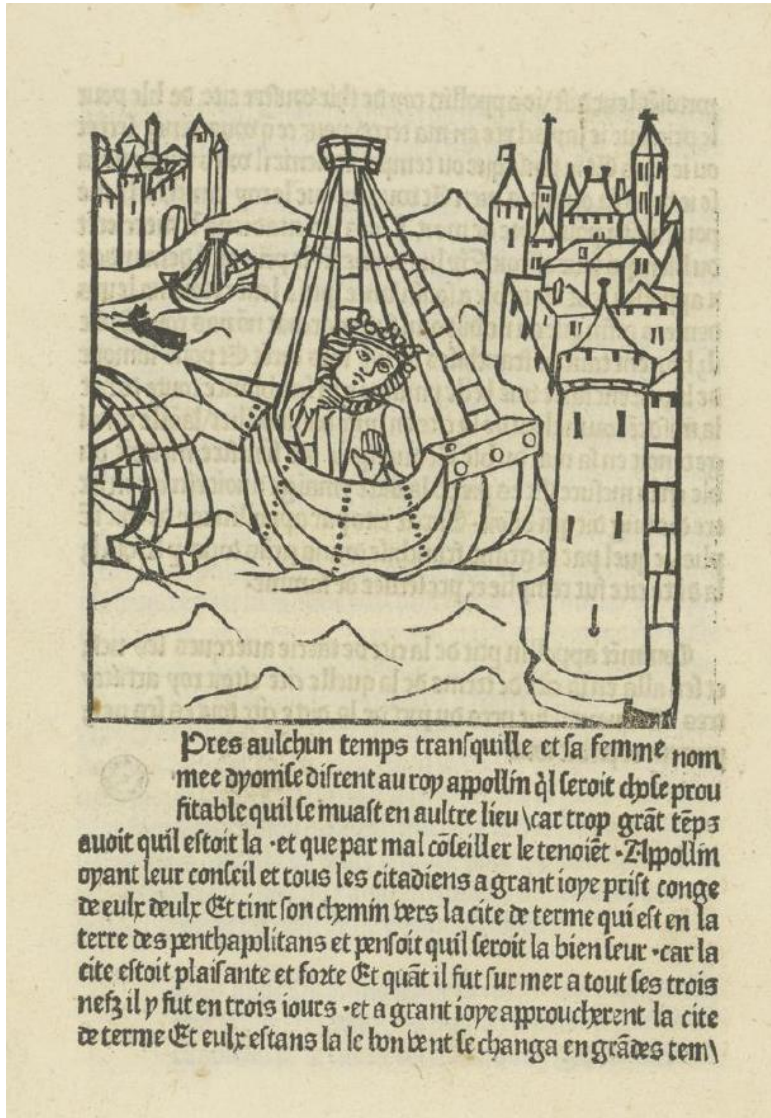 Pres aulchun temps transquille et sa femme nom
mee dyomse disrent au roy appollin q̃l seroit chose prou
fitable quil se muast en aultre lieu \car trop grãt tẽps
avoit quil estoit la ·et que par mal cõseiller le tenoiẽt ·Appollin
oyant leur conseil et tous les citadiens a grant ioye prist conge
de eulx deulx Et tint son chemin vers la cite de terme qui est en la
terre des penthapolitans et pensoit quil seroit la bien seur ·car la
cite estoit plaisante et forte Et quãt il fut sur mer a tout ses trois
nefz il y fut en trois iours ·et a grant ioye approucherent la cite
de terme Et eulx estans la le bon vent se changa en grãdes tem\